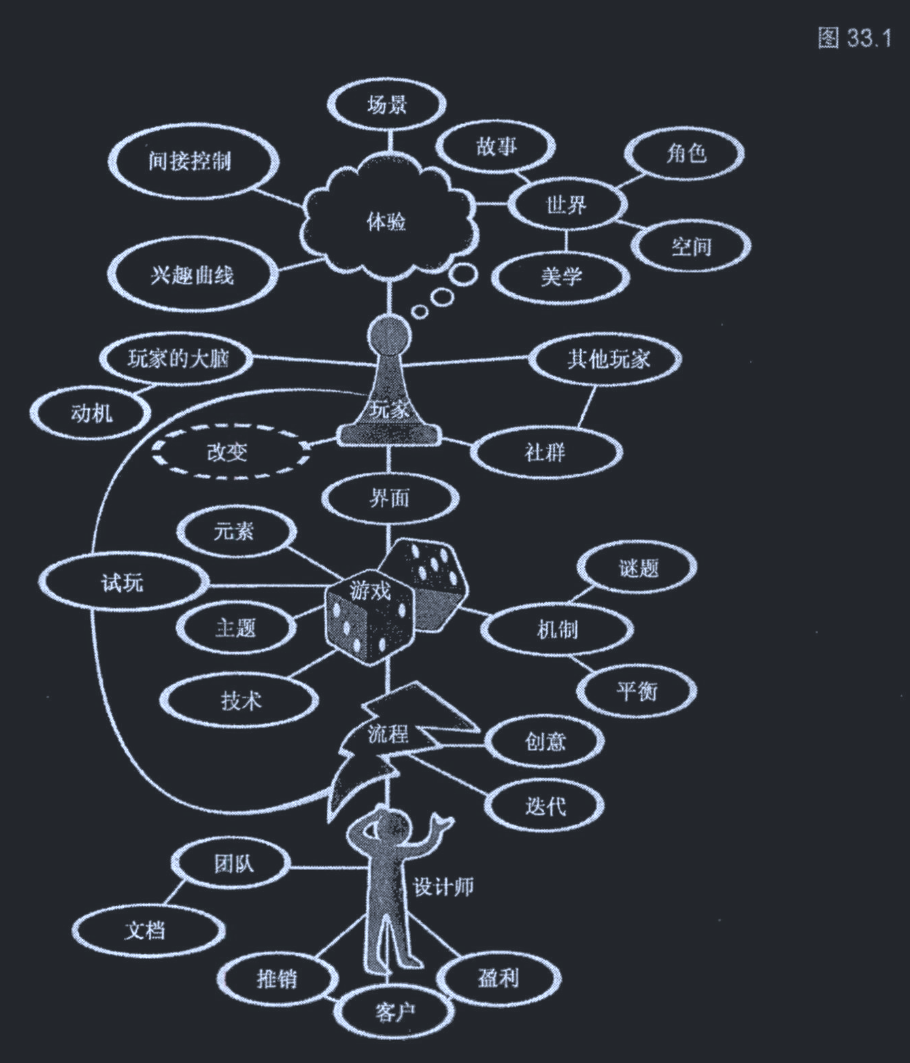 图 33.1
场景
间接控制
故事
角色
体验
世界
空间
兴趣曲线
美学
玩家的大脑
其他玩家
动机
玩家
改变
社群
界面
元素
试玩
游戏
谜题
主题
机制
技术
平衡
流程
创意
迭代
团队
设计师
文档
推销
盈利
客户